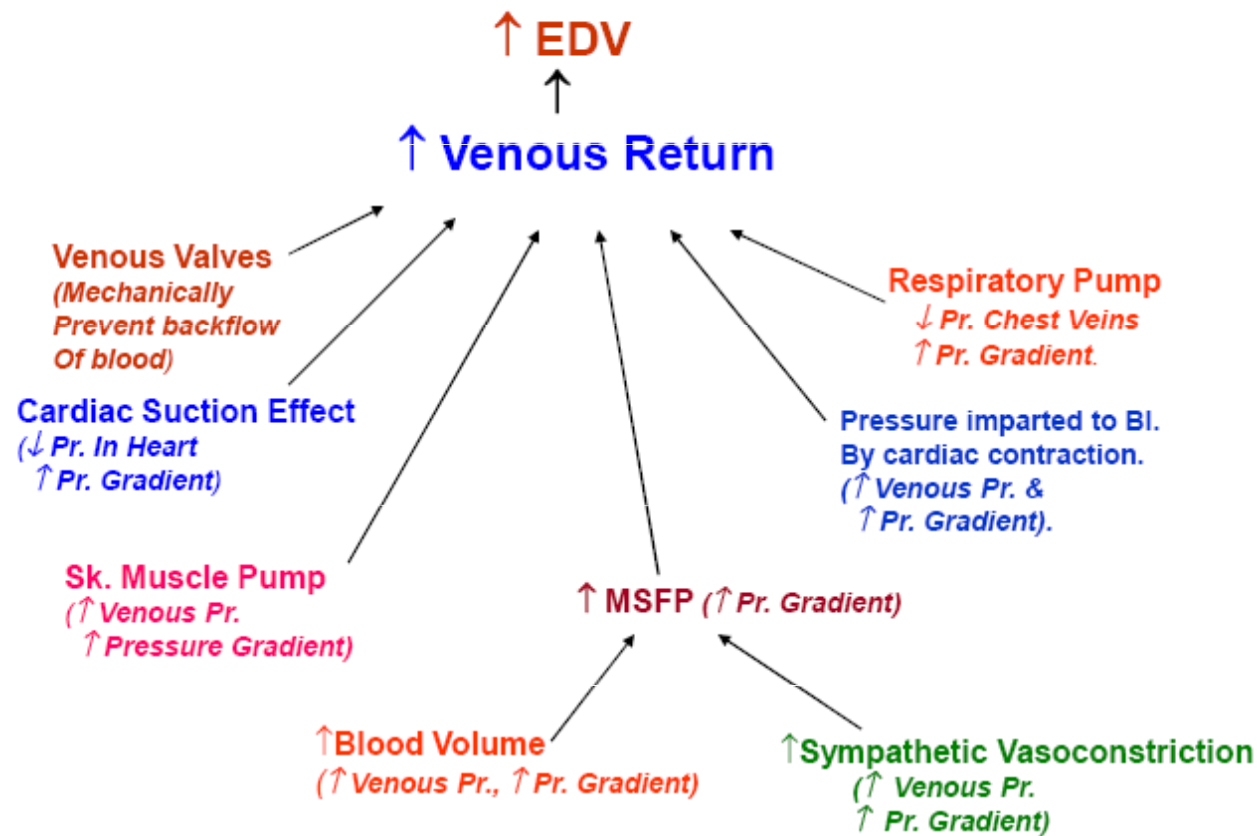 ↑ EDV
↑
↑ Venous Return
Venous Valves
(Mechanically
Prevent backflow
Of blood)
Cardiac Suction Effect
(↓ Pr. In Heart
↑ Pr. Gradient)
Sk. Muscle Pump
(↑ Venous Pr.
↑ Pressure Gradient)
Respiratory Pump
↓ Pr. Chest Veins
↑ Pr. Gradient.
Pressure imparted to Bl.
By cardiac contraction.
(↑ Venous Pr. &
↑ Pr. Gradient).
↑ MSFP (↑ Pr. Gradient)
↑Blood Volume
(↑ Venous Pr., ↑ Pr. Gradient)
↑Sympathetic Vasoconstriction
(↑ Venous Pr.
↑ Pr. Gradient)